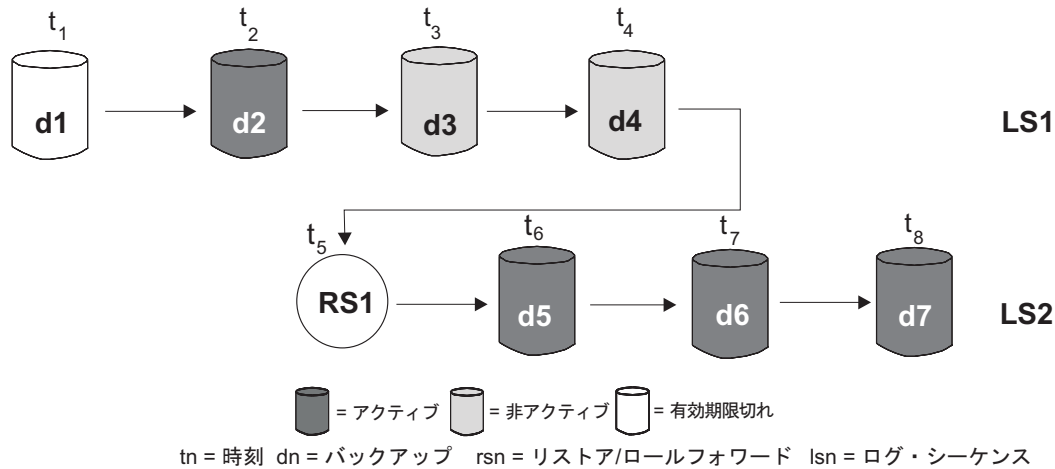 t1 t2 t3 t4
d1 d2 d3 d4 LS1
t5 t6 t7 t8
RS1 d5 d6 d7 LS2
= アクティブ = 非アクティブ = 有効期限切れ
tn = 時刻 dn = バックアップ rsn = リストア/ロールフォワード lsn = ログ・シーケンス